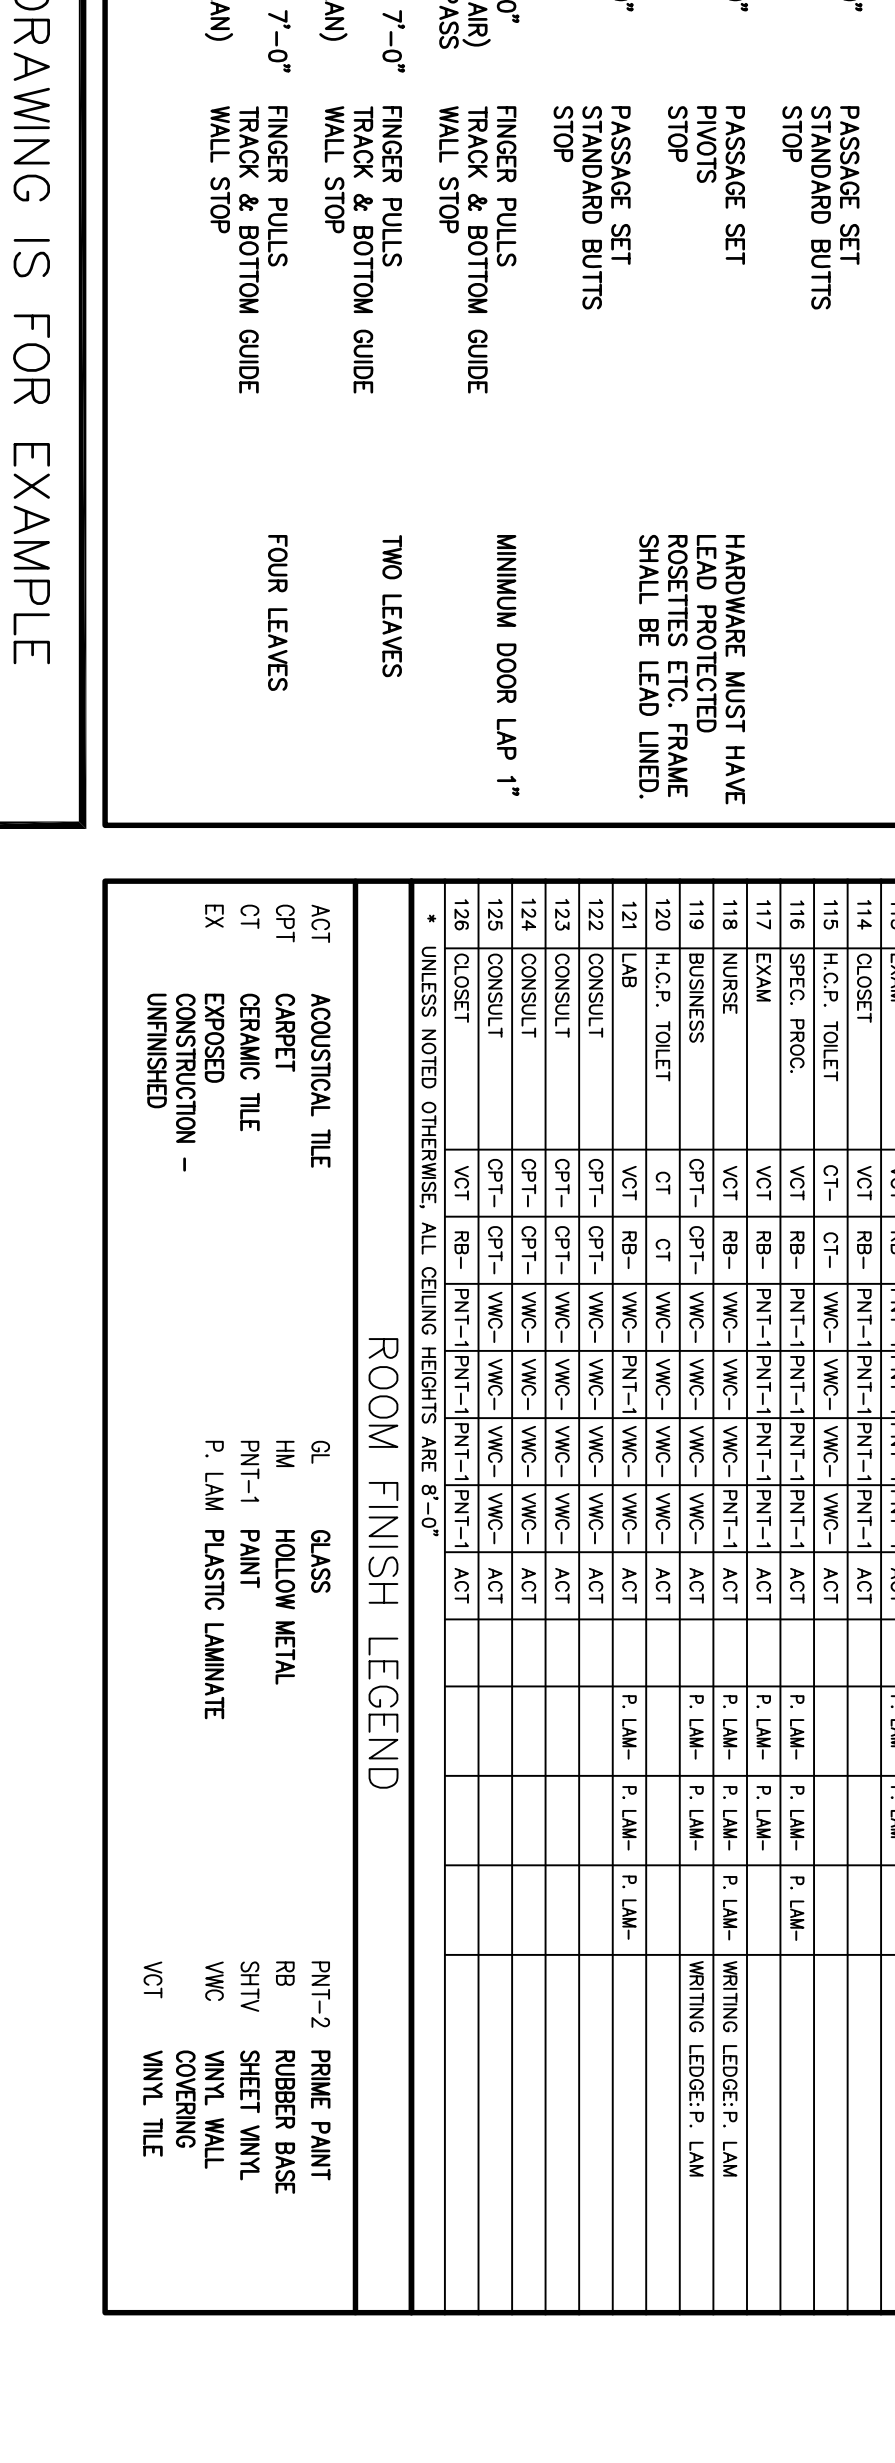 PASSAGE SET
STANDARD BUTTS
STOP
PASSAGE SET HARDWARE MUST HAVE
PIVOTS LEAD PROTECTED
STOP ROSETTES ETC. FRAME
SHALL BE LEAD LINED.
PASSAGE SET
STANDARD BUTTS
STOP
0" FINGER PULLS MINIMUM DOOR LAP 1"
AIR) TRACK & BOTTOM GUIDE
PASS WALL STOP
7'-0" FINGER PULLS TWO LEAVES
TRACK & BOTTOM GUIDE
AN) WALL STOP
7'-0" FINGER PULLS FOUR LEAVES
TRACK & BOTTOM GUIDE
AN) WALL STOP
DRAWING IS FOR EXAMPLE
114 CLOSET VCT RB- PNT-1 PNT-1 PNT-1 PNT-1 ACT
115 H.C.P. TOILET CT- CT- VWC- VWC- VWC- VWC- ACT
116 SPEC. PROC. VCT RB- PNT-1 PNT-1 PNT-1 PNT-1 ACT P. LAM- P. LAM- P. LAM-
117 EXAM VCT RB- PNT-1 PNT-1 PNT-1 PNT-1 ACT P. LAM- P. LAM-
118 NURSE VCT RB- VWC- VWC- VWC- PNT-1 ACT P. LAM- P. LAM- P. LAM- WRITING LEDGE:P. LAM
119 BUSINESS CPT- CPT- VWC- VWC- VWC- VWC- ACT P. LAM- P. LAM- WRITING LEDGE:P. LAM
120 H.C.P. TOILET CT CT VWC- VWC- VWC- VWC- ACT
121 LAB VCT RB- VWC- PNT-1 VWC- VWC- ACT P. LAM- P. LAM- P. LAM-
122 CONSULT CPT- CPT- VWC- VWC- VWC- VWC- ACT
123 CONSULT CPT- CPT- VWC- VWC- VWC- VWC- ACT
124 CONSULT CPT- CPT- VWC- VWC- VWC- VWC- ACT
125 CONSULT CPT- CPT- VWC- VWC- VWC- VWC- ACT
126 CLOSET VCT RB- PNT-1 PNT-1 PNT-1 PNT-1 ACT
* UNLESS NOTED OTHERWISE, ALL CEILING HEIGHTS ARE 8'-0"
ROOM FINISH LEGEND
ACT ACOUSTICAL TILE
CPT CARPET
CT CERAMIC TILE
EX EXPOSED
CONSTRUCTION -
UNFINISHED
GL GLASS
HM HOLLOW METAL
PNT-1 PAINT
P. LAM PLASTIC LAMINATE
PNT-2 PRIME PAINT
RB RUBBER BASE
SHTV SHEET VINYL
VWC VINYL WALL
COVERING
VCT VINYL TILE